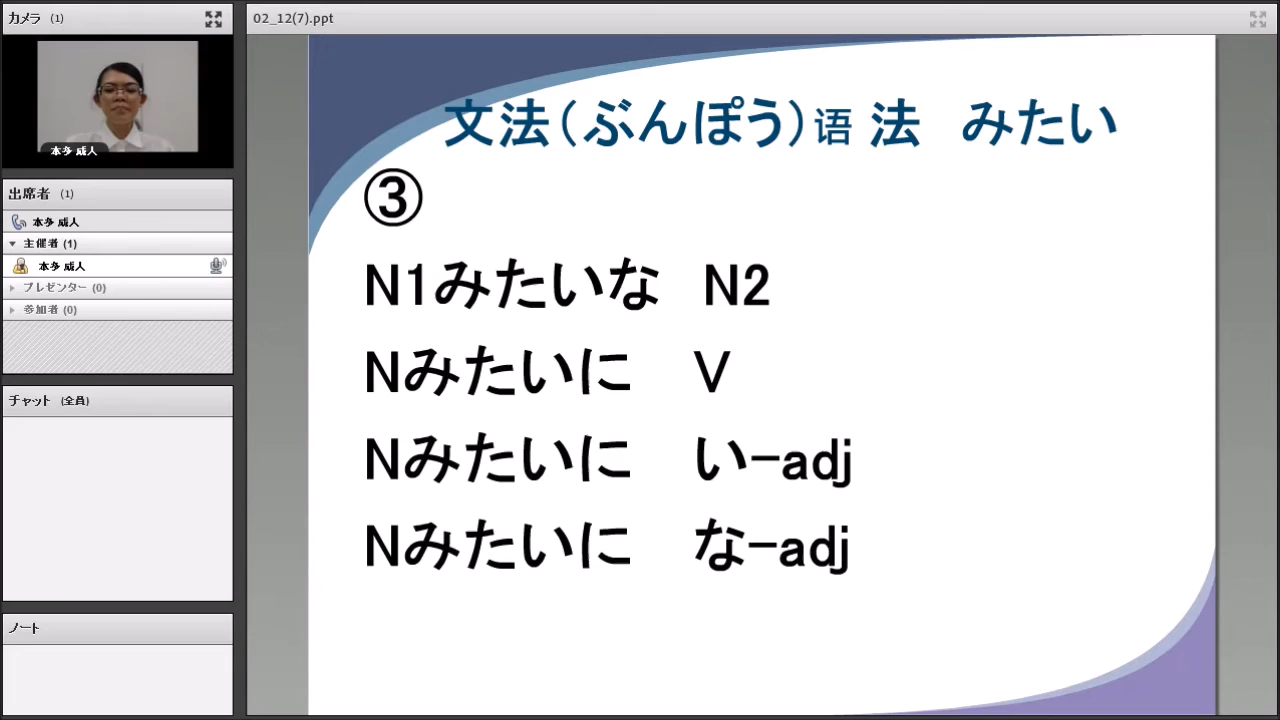 カメラ (1)
本多 威人
出席者 (1)
本多 威人
主催者 (1)
本多 威人
プレゼンター (0)
参加者 (0)
チャット (全員)
ノート
02_12(7).ppt
文法(ぶんぽう)语 法 みたい
③
N1みたいな N2
Nみたいに V
Nみたいに い-adj
Nみたいに な-adj